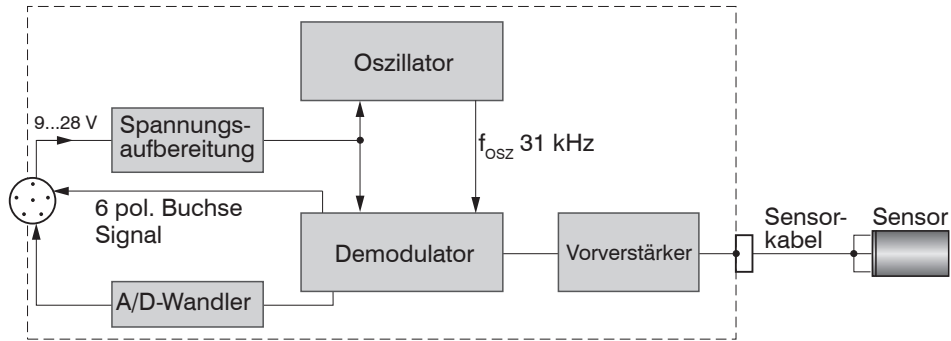 Oszillator
9...28 V
Spannungs-
aufbereitung
f_OSZ 31 kHz
6 pol. Buchse
Signal
Demodulator
Vorverstärker
Sensor-
kabel
Sensor
A/D-Wandler